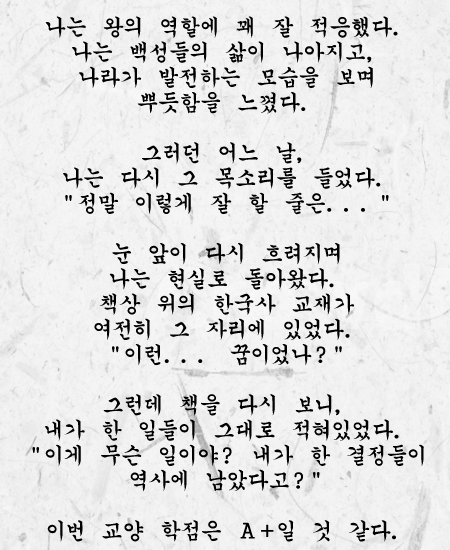 나는 왕의 역할에 꽤 잘 적응했다.
나는 백성들의 삶이 나아지고,
나라가 발전하는 모습을 보며
뿌듯함을 느꼈다.
그러던 어느 날,
나는 다시 그 목소리를 들었다.
"정말 이렇게 잘 할 줄은..."
눈 앞이 다시 흐려지며
나는 현실로 돌아왔다.
책상 위의 한국사 교재가
여전히 그 자리에 있었다.
"이런... 꿈이었나?"
그런데 책을 다시 보니,
내가 한 일들이 그대로 적혀있었다.
"이게 무슨 일이야? 내가 한 결정들이
역사에 남았다고?"
이번 교양 학점은 A+일 것 같다.